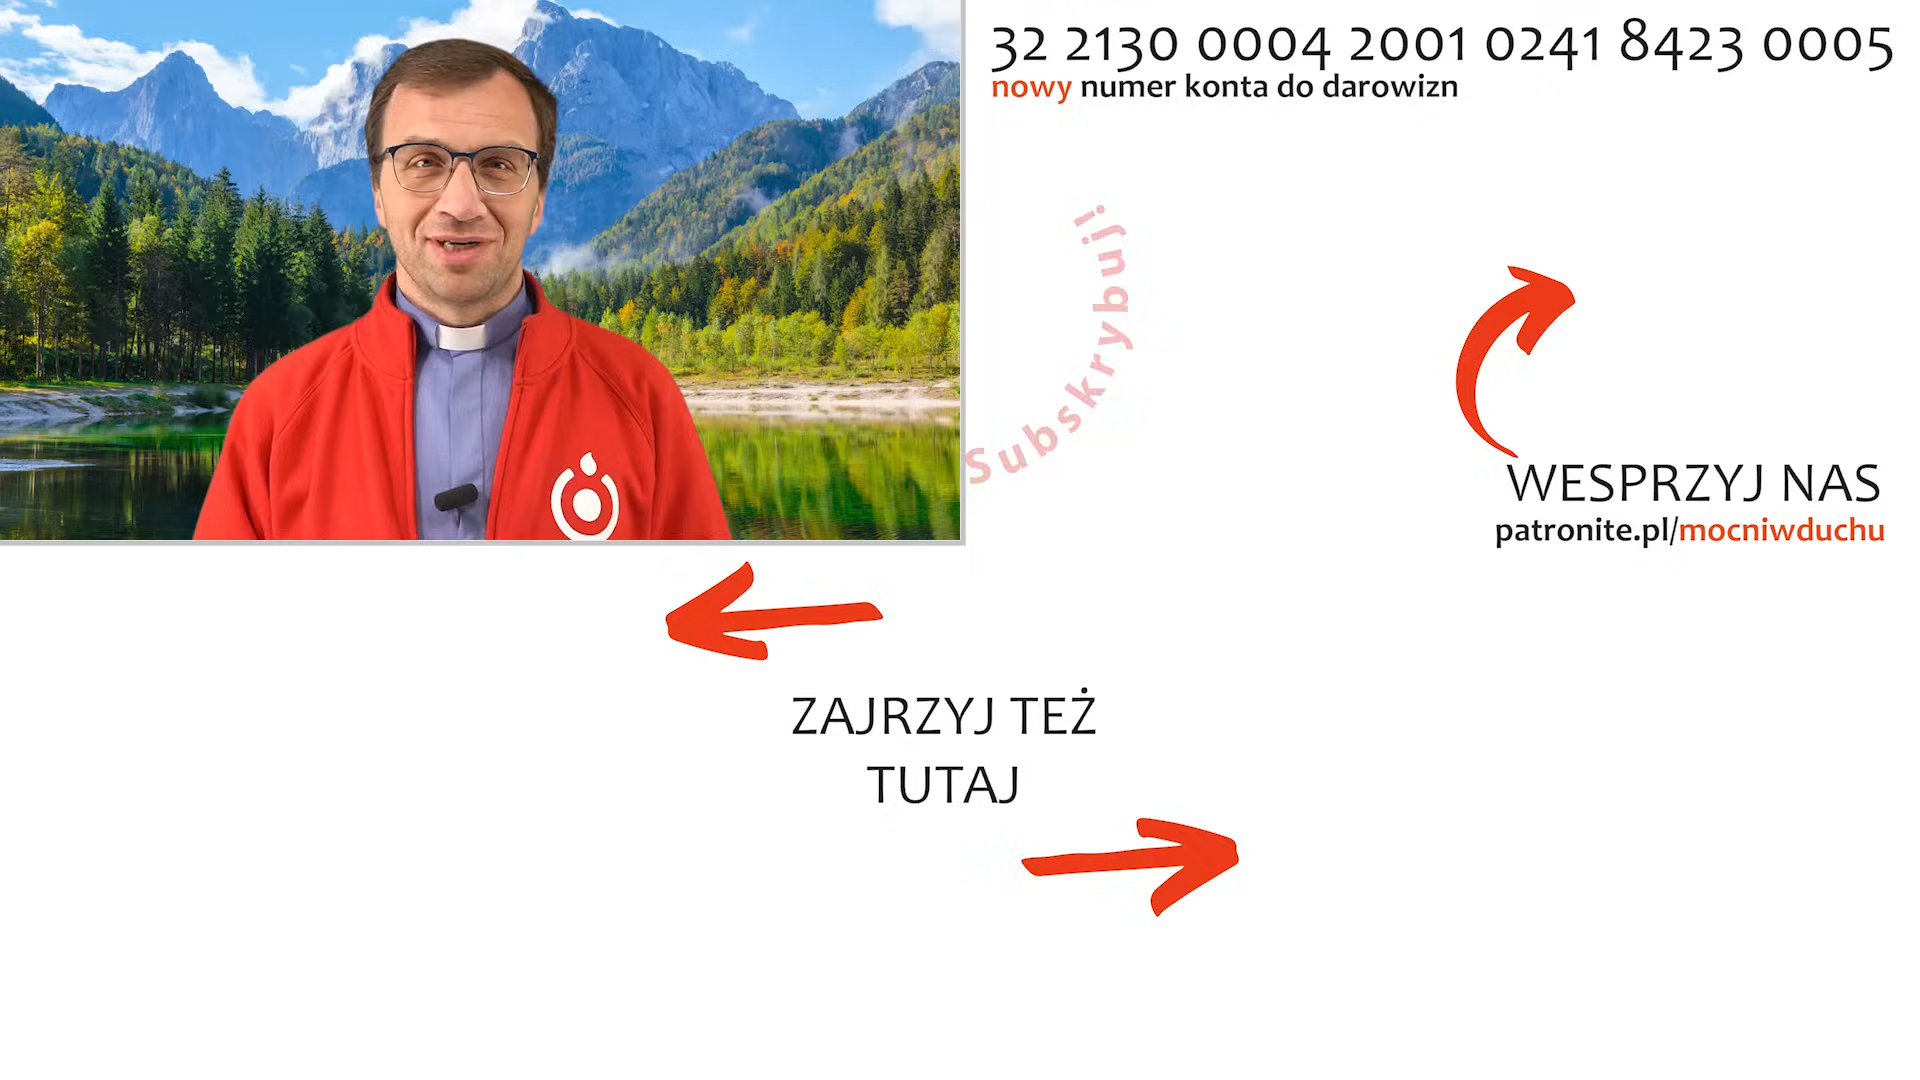 32 2130 0004 2001 0241 8423 0005
nowy numer konta do darowizn
Subskrybuj!
WESPRZYJ NAS
patronite.pl/mocniwduchu
ZAJRZYJ TEŻ
TUTAJ